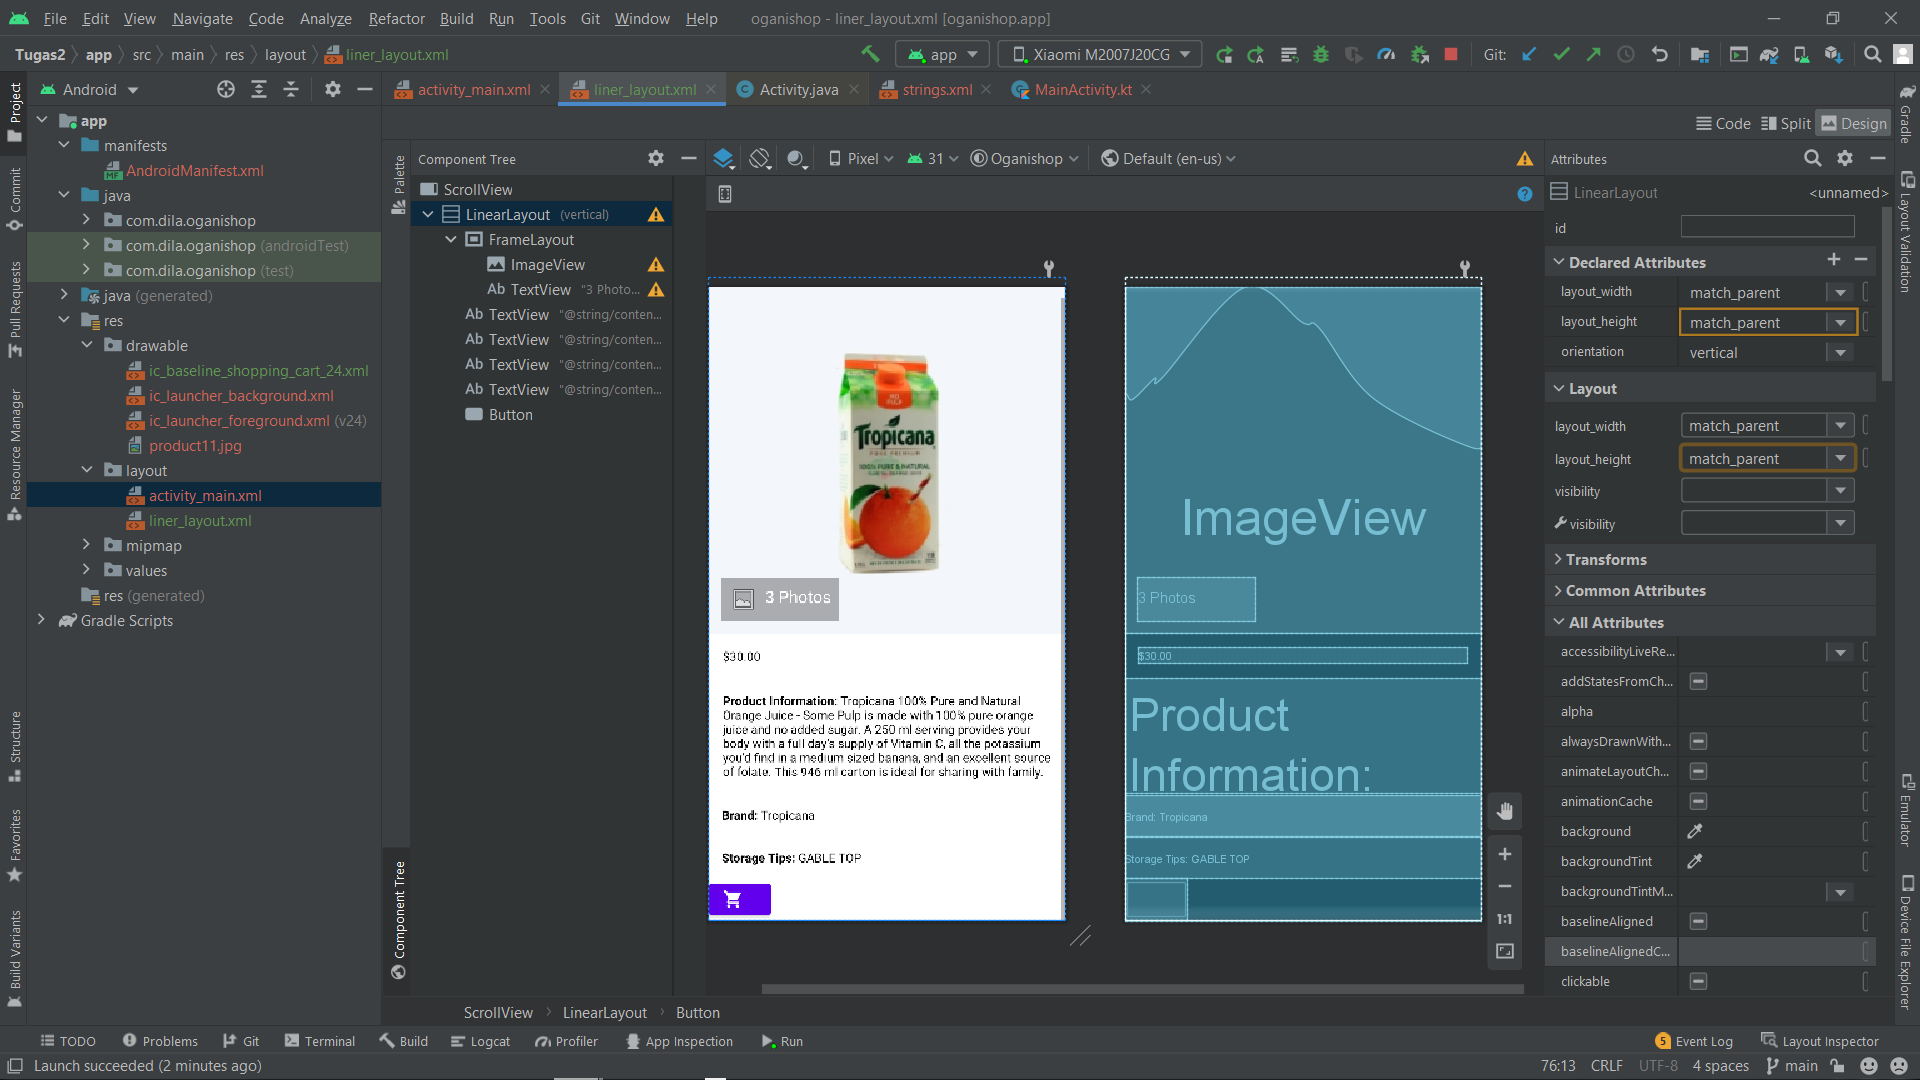 File Edit View Navigate Code Analyze Refactor Build Run Tools Git Window Help oganishop - liner_layout.xml [oganishop.app]
Tugas2 app src main res layout liner_layout.xml app Xiaomi M2007J20CG Git:
Android activity_main.xml liner_layout.xml Activity.java strings.xml MainActivity.kt
Code Split Design
Project
Commit
Pull Requests
Resource Manager
Structure
Favorites
Build Variants
app
manifests
AndroidManifest.xml
java
com.dila.oganishop
com.dila.oganishop (androidTest)
com.dila.oganishop (test)
java (generated)
res
drawable
ic_baseline_shopping_cart_24.xml
ic_launcher_background.xml
ic_launcher_foreground.xml (v24)
product11.jpg
layout
activity_main.xml
liner_layout.xml
mipmap
values
res (generated)
Gradle Scripts
Palette
Component Tree
Component Tree
ScrollView
LinearLayout (vertical)
FrameLayout
ImageView
Ab TextView "3 Photo...
Ab TextView "@string/conten...
Ab TextView "@string/conten...
Ab TextView "@string/conten...
Ab TextView "@string/conten...
Button
Pixel 31 Oganishop Default (en-us)
Tropicana
PURE PREMIUM
100% PURE & NATURAL
3 Photos
$30.00
Product Information: Tropicana 100% Pure and Natural
Orange Juice - Some Pulp is made with 100% pure orange
juice and no added sugar. A 250 ml serving provides your
body with a full day's supply of Vitamin C, all the potassium
you'd find in a medium sized banana, and an excellent source
of folate. This 946 ml carton is ideal for sharing with family.
Brand: Tropicana
Storage Tips: GABLE TOP
ImageView
3 Photos
$30.00
Product
Information:
Brand: Tropicana
Storage Tips: GABLE TOP
1:1
Attributes
LinearLayout <unnamed>
id
Declared Attributes
layout_width match_parent
layout_height match_parent
orientation vertical
Layout
layout_width match_parent
layout_height match_parent
visibility
visibility
Transforms
Common Attributes
All Attributes
accessibilityLiveRe...
addStatesFromCh...
alpha
alwaysDrawnWith...
animateLayoutCh...
animationCache
background
backgroundTint
backgroundTintM...
baselineAligned
baselineAlignedC...
clickable
Gradle
Layout Validation
Emulator
Device File Explorer
ScrollView LinearLayout Button
TODO Problems Git Terminal Build Logcat Profiler App Inspection Run 5 Event Log Layout Inspector
Launch succeeded (2 minutes ago) 76:13 CRLF UTF-8 4 spaces main